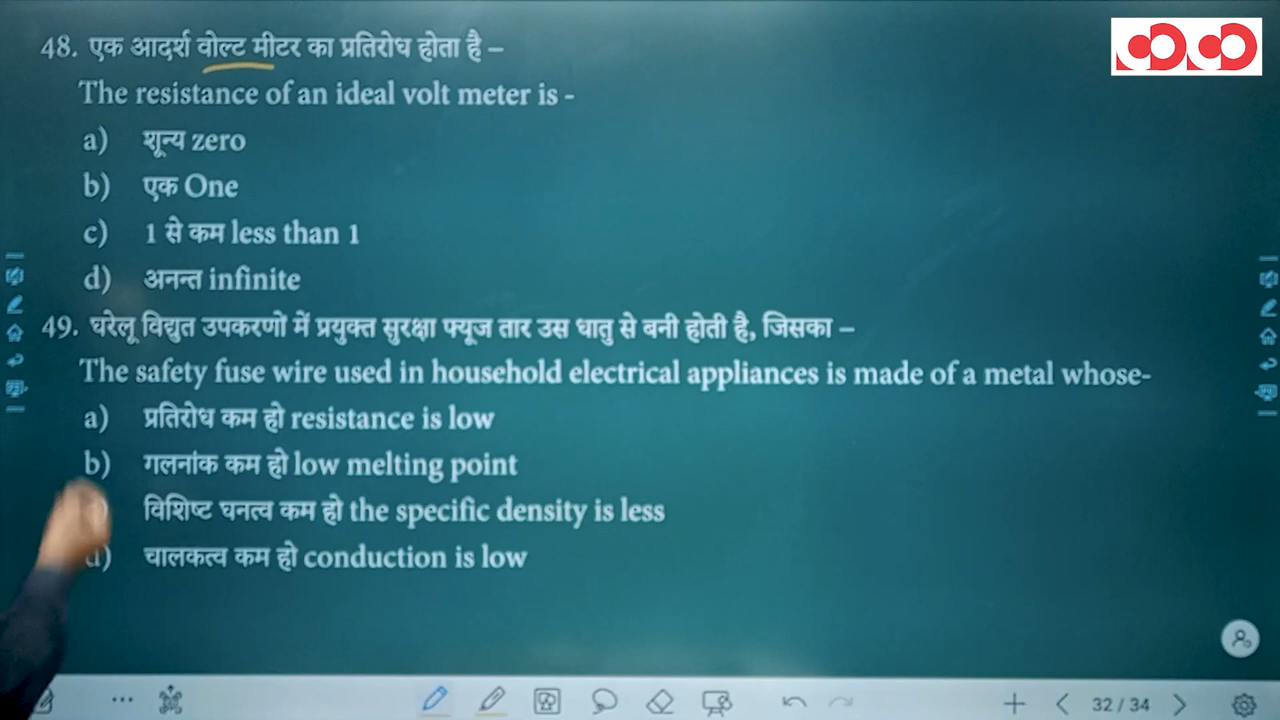 48. एक आदर्श वोल्ट मीटर का प्रतिरोध होता है –
The resistance of an ideal volt meter is -
a) शून्य zero
b) एक One
c) 1 से कम less than 1
d) अनन्त infinite
49. घरेलू विद्युत उपकरणों में प्रयुक्त सुरक्षा फ्यूज तार उस धातु से बनी होती है, जिसका –
The safety fuse wire used in household electrical appliances is made of a metal whose-
a) प्रतिरोध कम हो resistance is low
b) गलनांक कम हो low melting point
विशिष्ट घनत्व कम हो the specific density is less
d) चालकत्व कम हो conduction is low
32 / 34